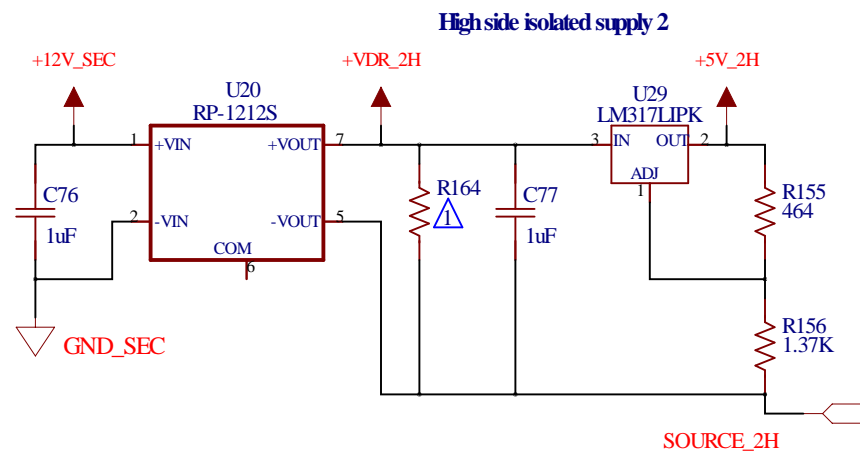 High side isolated supply 2
+12V_SEC
+VDR_2H
+5V_2H
U20
RP-1212S
U29
LM317LIPK
1
+VIN
+VOUT
7
3
IN
OUT
2
ADJ
1
C76
1uF
2
-VIN
-VOUT
5
COM
6
R164
1
C77
1uF
R155
464
R156
1.37K
GND_SEC
SOURCE_2H